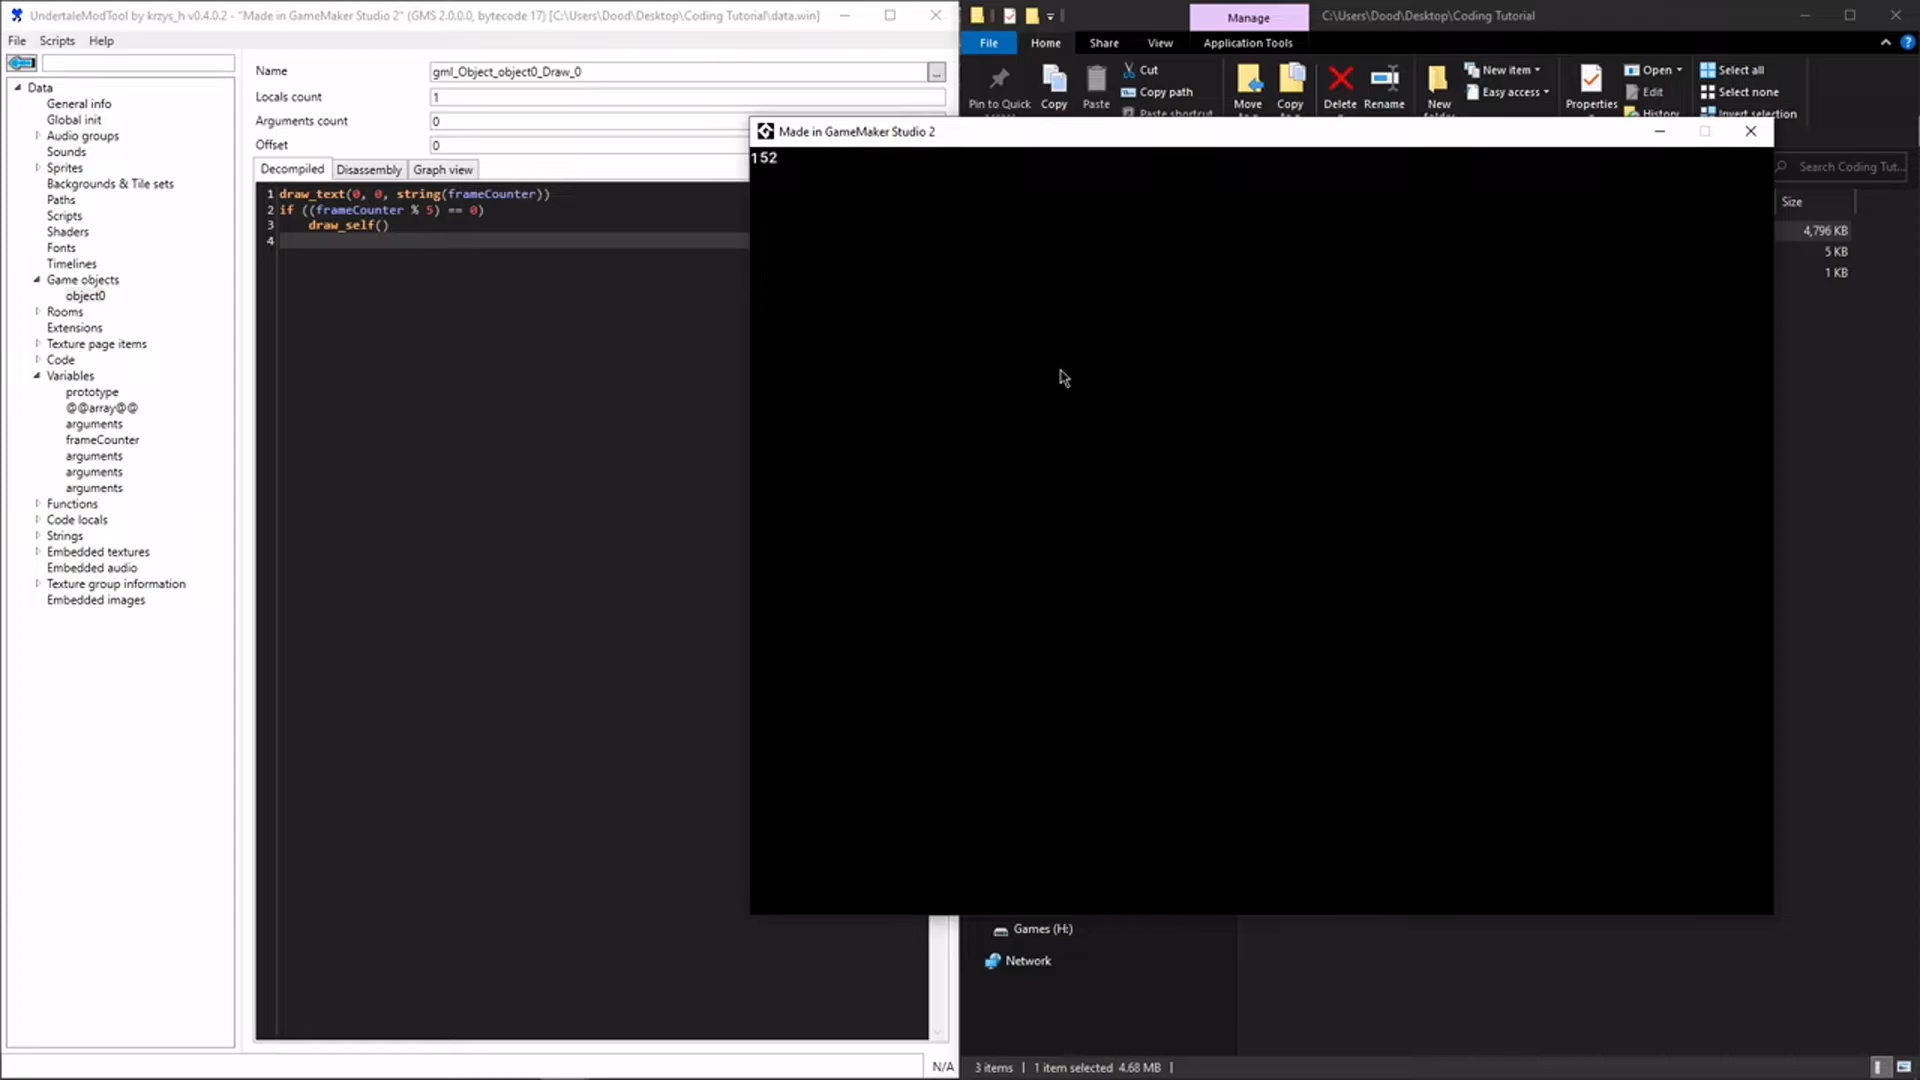 UndertaleModTool by krzys_h v0.4.0.2 - "Made in GameMaker Studio 2" (GMS 2.0.0.0, bytecode 17) [C:\Users\Dood\Desktop\Coding Tutorial\data.win]
File Scripts Help
Data
General info
Global init
Audio groups
Sounds
Sprites
Backgrounds & Tile sets
Paths
Scripts
Shaders
Fonts
Timelines
Game objects
object0
Rooms
Extensions
Texture page items
Code
Variables
prototype
@@array@@
arguments
frameCounter
arguments
arguments
arguments
Functions
Code locals
Strings
Embedded textures
Embedded audio
Texture group information
Embedded images
Name gml_Object_object0_Draw_0 ...
Locals count 1
Arguments count 0
Offset 0
Decompiled Disassembly Graph view
1 draw_text(0, 0, string(frameCounter))
2 if ((frameCounter % 5) == 0)
3 draw_self()
4
N/A
Manage C:\Users\Dood\Desktop\Coding Tutorial
File Home Share View Application Tools
Pin to Quick
Copy
Paste
Cut
Copy path
Paste shortcut
Move
Copy
Delete
Rename
New
New item
Easy access
Properties
Open
Edit
History
Select all
Select none
Invert selection
Made in GameMaker Studio 2
152
Search Coding Tut...
Size
4,796 KB
5 KB
1 KB
Games (H:)
Network
3 items 1 item selected 4.68 MB